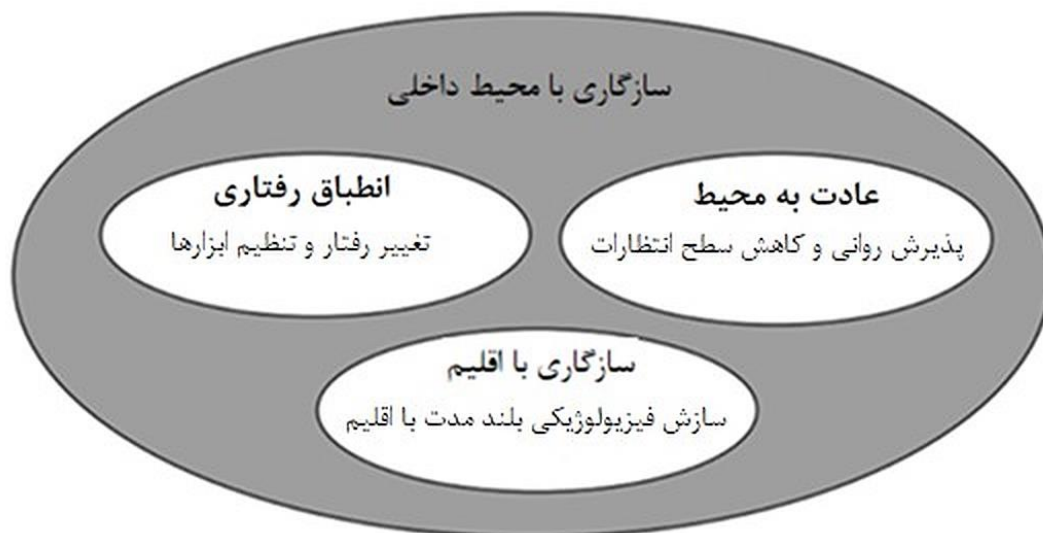 سازگاری با محیط داخلی
عادت به محیط
پذیرش روانی و کاهش سطح انتظارات
انطباق رفتاری
تغییر رفتار و تنظیم ابزارها
سازگاری با اقلیم
سازش فیزیولوژیکی بلند مدت با اقلیم